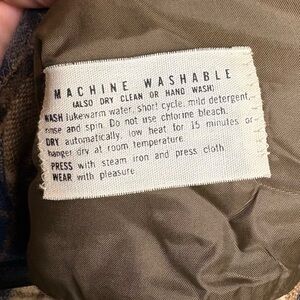 MACHINE WASHABLE
(ALSO DRY CLEAN OR HAND WASH)
WASH lukewarm water, short cycle, mild detergent,
rinse and spin. Do not use chlorine bleach.
DRY automatically, low heat for 15 minutes, or
hanger dry at room temperature.
PRESS with steam iron and press cloth.
WEAR with pleasure.